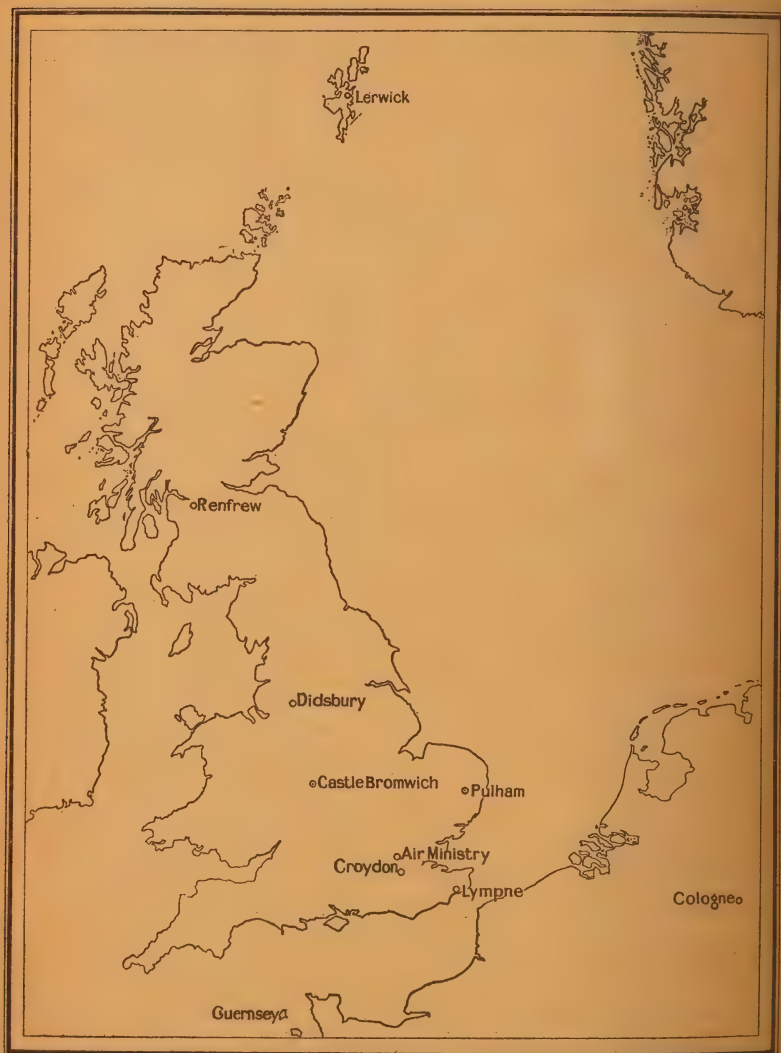 Lerwick
Renfrew
Didsbury
Castle Bromwich
Pulham
Air Ministry
Croydon
Lympne
Cologne
Guernsey